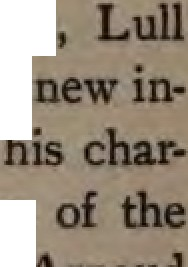 , Lull
new in-
his char-
of the